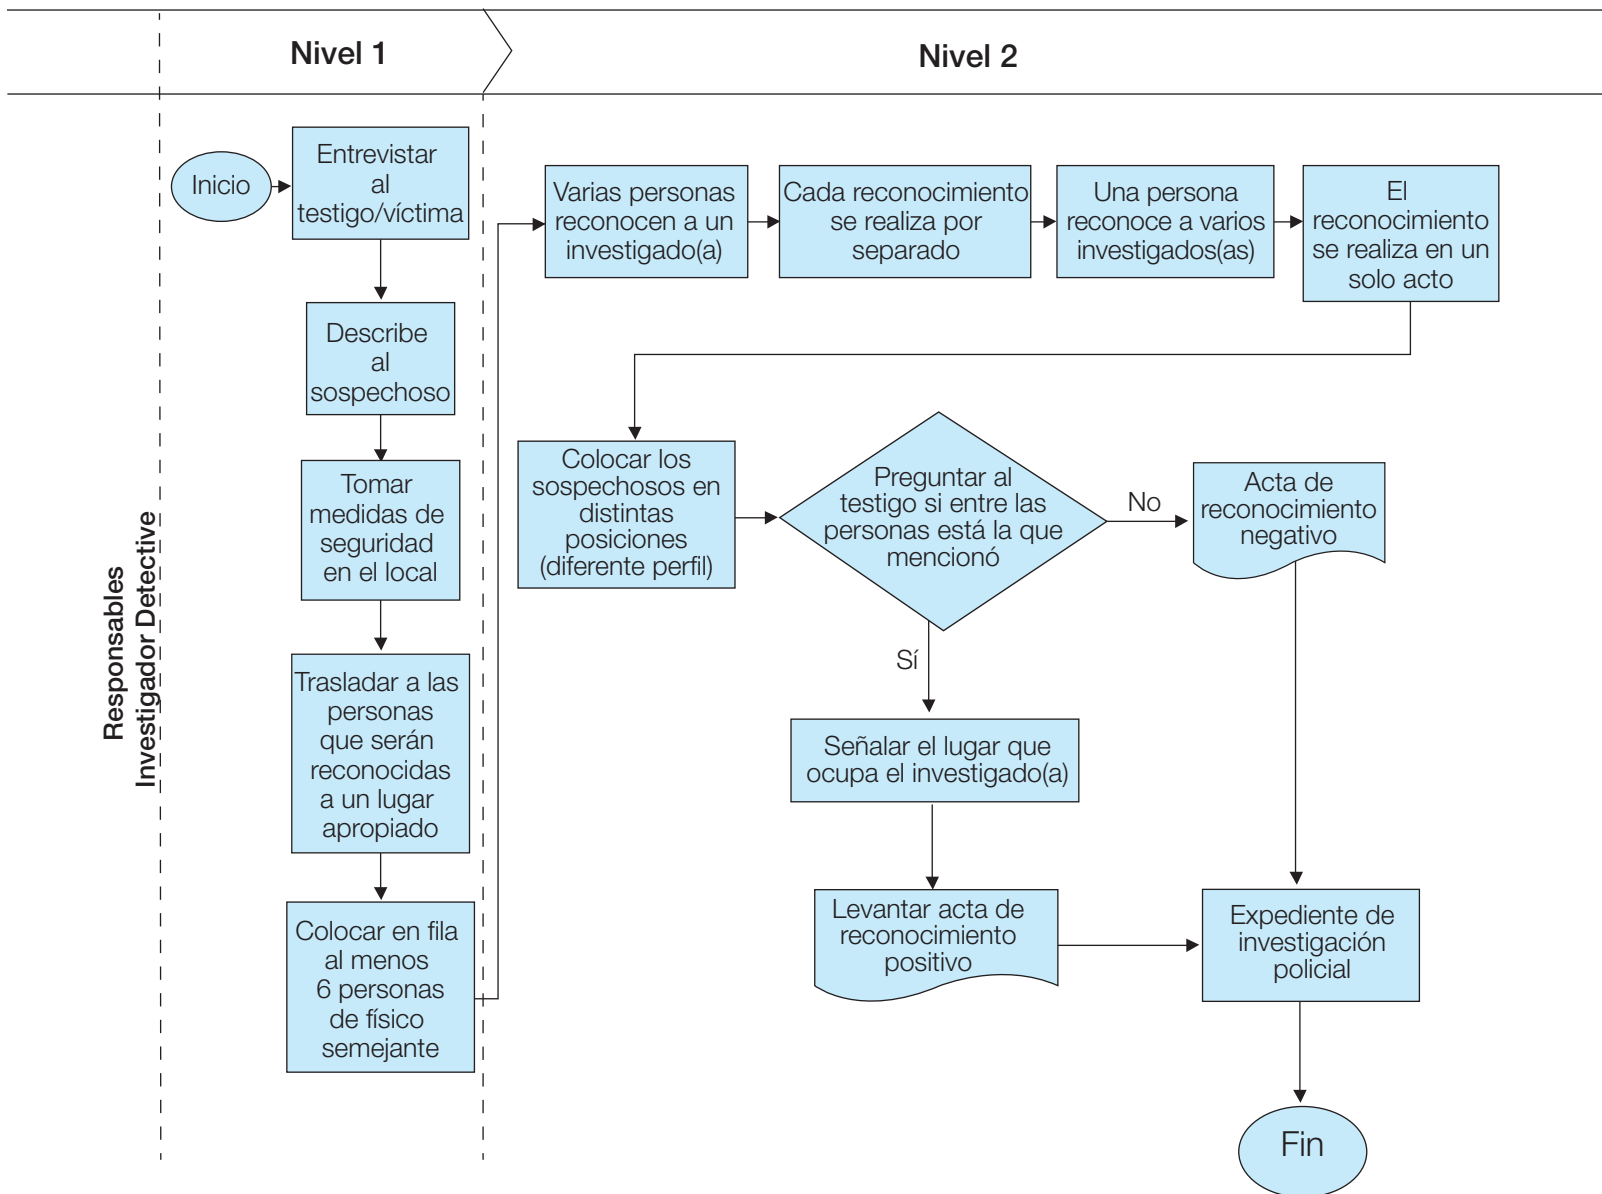 Nivel 1
Nivel 2
Responsables
Investigador Detective
Inicio
Entrevistar
al
testigo/víctima
Describe
al
sospechoso
Tomar
medidas de
seguridad
en el local
Trasladar a las
personas
que serán
reconocidas
a un lugar
apropiado
Colocar en fila
al menos
6 personas
de físico
semejante
Varias personas
reconocen a un
investigado(a)
Cada reconocimiento
se realiza por
separado
Una persona
reconoce a varios
investigados(as)
El
reconocimiento
se realiza en un
solo acto
Colocar los
sospechosos en
distintas
posiciones
(diferente perfil)
Preguntar al
testigo si entre las
personas está la que
mencionó
No
Acta de
reconocimiento
negativo
Sí
Señalar el lugar que
ocupa el investigado(a)
Levantar acta de
reconocimiento
positivo
Expediente de
investigación
policial
Fin